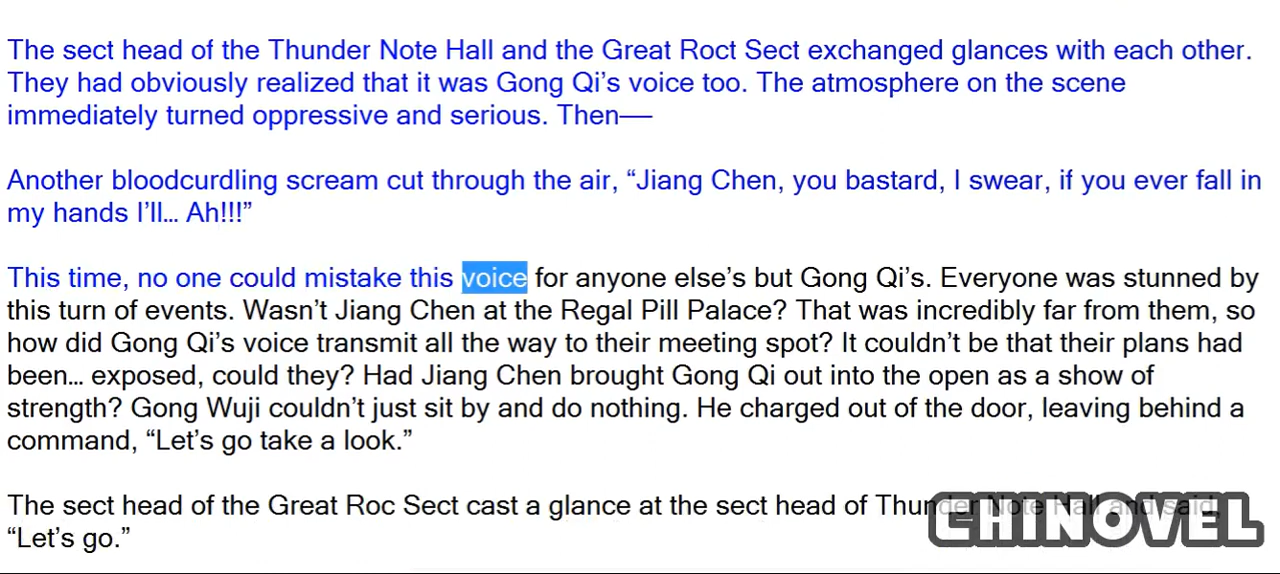 The sect head of the Thunder Note Hall and the Great Roct Sect exchanged glances with each other.
They had obviously realized that it was Gong Qi’s voice too. The atmosphere on the scene
immediately turned oppressive and serious. Then—
Another bloodcurdling scream cut through the air, “Jiang Chen, you bastard, I swear, if you ever fall in
my hands I’ll… Ah!!!”
This time, no one could mistake this voice for anyone else’s but Gong Qi’s. Everyone was stunned by
this turn of events. Wasn’t Jiang Chen at the Regal Pill Palace? That was incredibly far from them, so
how did Gong Qi’s voice transmit all the way to their meeting spot? It couldn’t be that their plans had
been… exposed, could they? Had Jiang Chen brought Gong Qi out into the open as a show of
strength? Gong Wuji couldn’t just sit by and do nothing. He charged out of the door, leaving behind a
command, “Let’s go take a look.”
The sect head of the Great Roc Sect cast a glance at the sect head of Thunder Note Hall and said,
“Let’s go.”
CHINOVEL